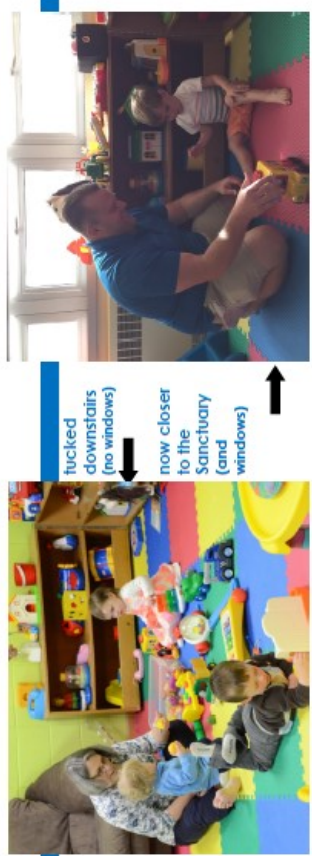 tucked
downstairs
(no windows)
now closer
to the
Sanctuary
(and
windows)